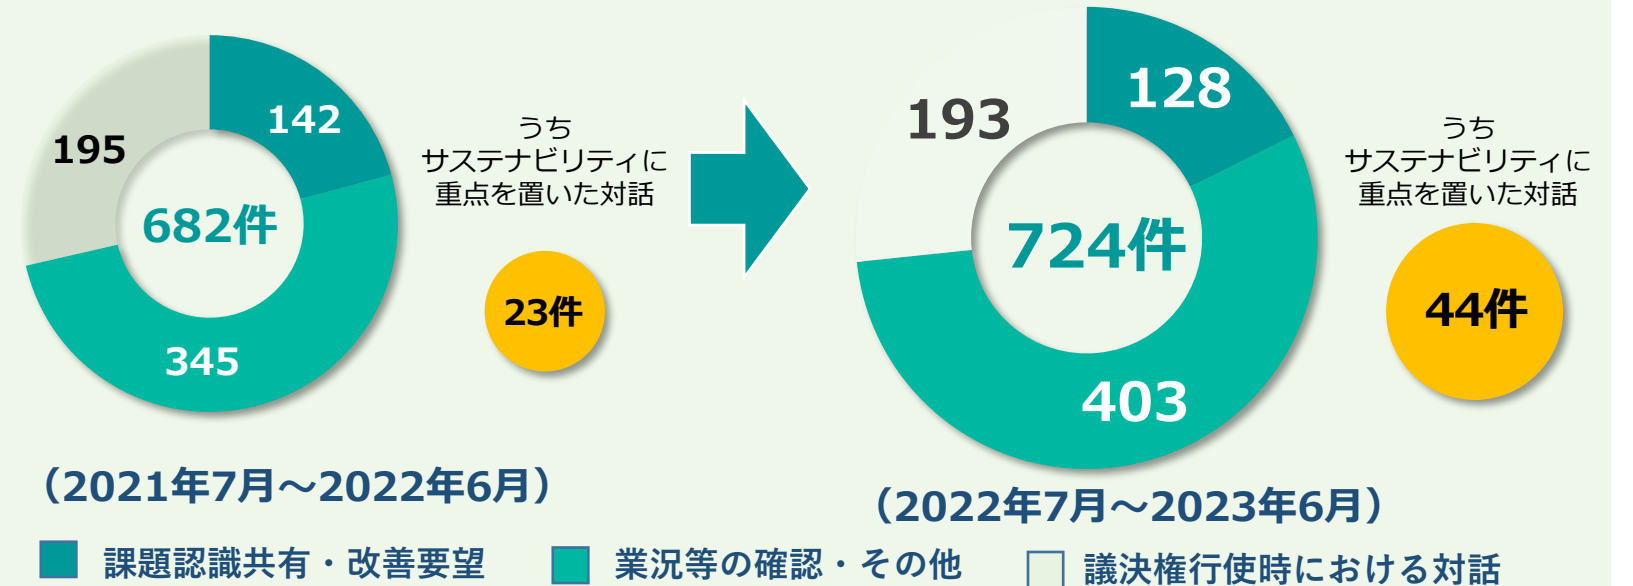 142
195
682件
345
うち
サステナビリティに
重点を置いた対話
23件
（2021年7月～2022年6月）
128
193
724件
403
うち
サステナビリティに
重点を置いた対話
44件
（2022年7月～2023年6月）
課題認識共有・改善要望
業況等の確認・その他
議決権行使時における対話